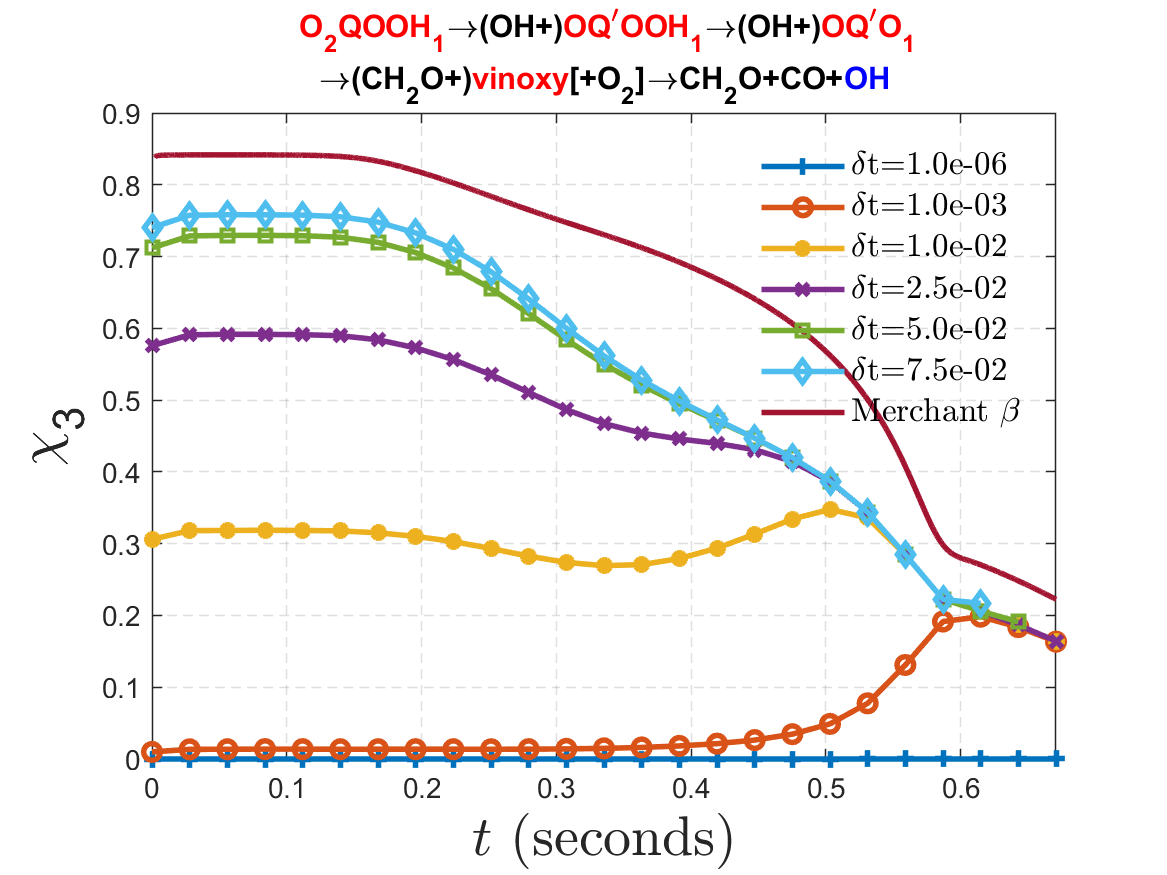 O₂QOOH₁→(OH+)OQ′OOH₁→(OH+)OQ′O₁
→(CH₂O+)vinoxy[+O₂]→CH₂O+CO+OH
0.9
0.8
0.7
0.6
0.5
0.4
0.3
0.2
0.1
0
χ₃
δt=1.0e-06
δt=1.0e-03
δt=1.0e-02
δt=2.5e-02
δt=5.0e-02
δt=7.5e-02
Merchant β
0 0.1 0.2 0.3 0.4 0.5 0.6
t (seconds)